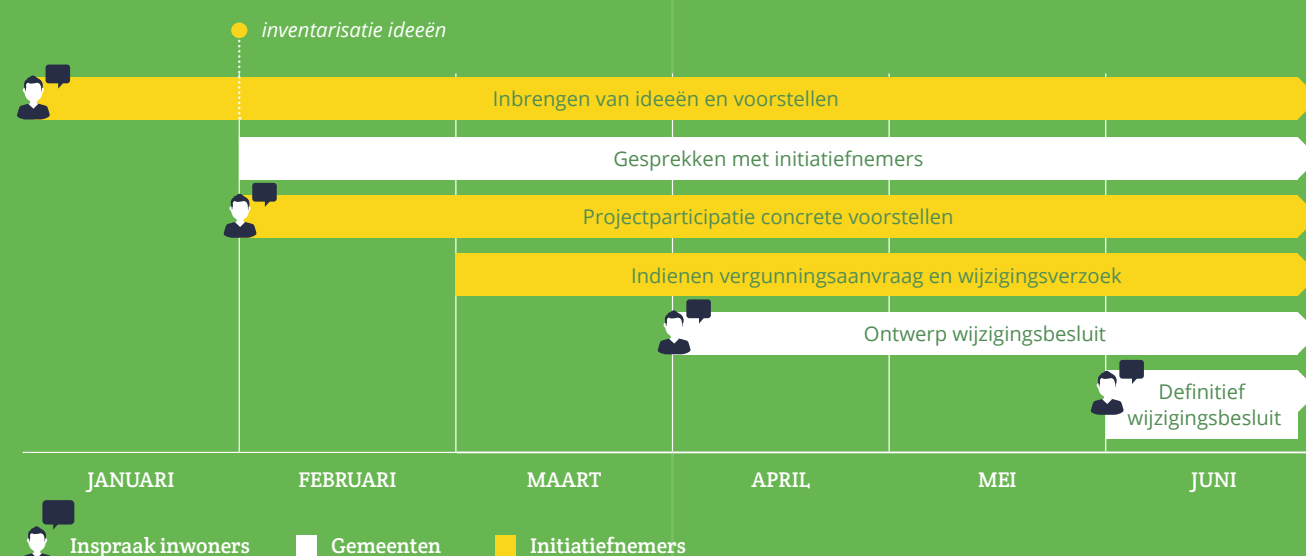 inventarisatie ideeën
Inbrengen van ideeën en voorstellen
Gesprekken met initiatiefnemers
Projectparticipatie concrete voorstellen
Indienen vergunningsaanvraag en wijzigingsverzoek
Ontwerp wijzigingsbesluit
Definitief
wijzigingsbesluit
JANUARI FEBRUARI MAART APRIL MEI JUNI
Inspraak inwoners Gemeenten Initiatiefnemers